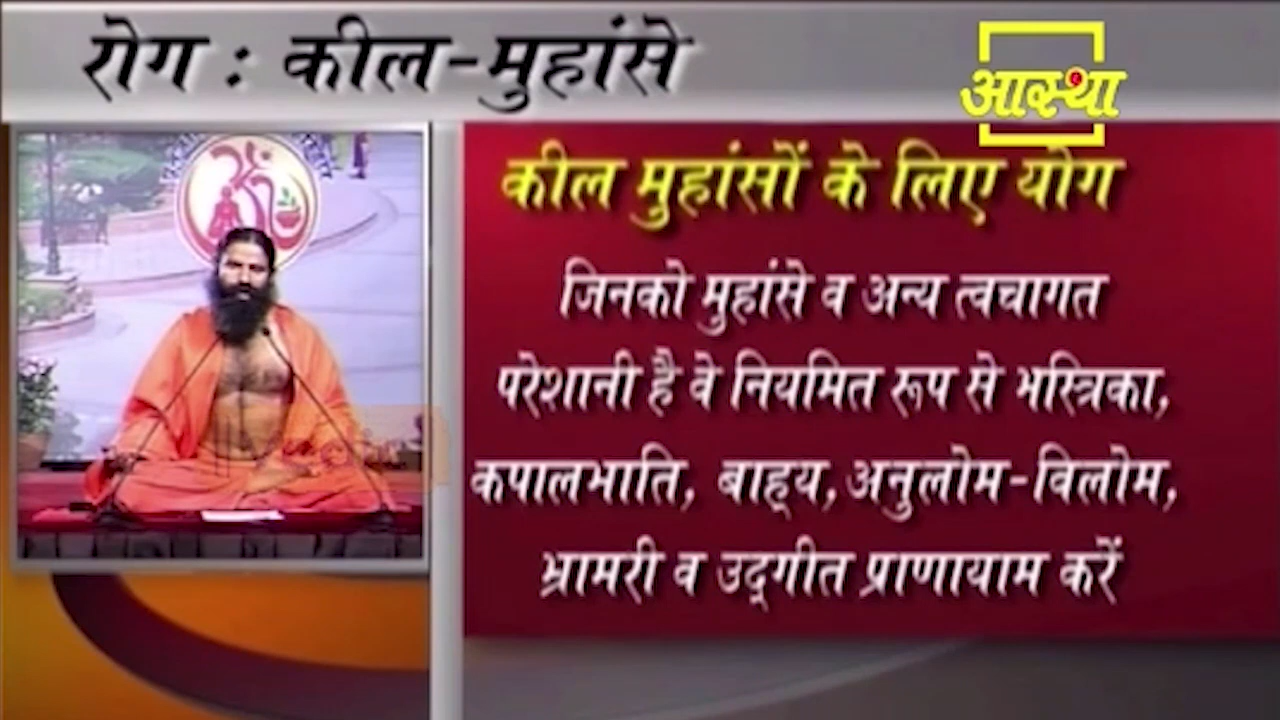 रोग : कील-मुहांसे
आस्था
कील मुहांसों के लिए योग
जिनको मुहांसे व अन्य त्वचागत
परेशानी है वे नियमित रूप से भस्त्रिका,
कपालभाति, बाह्य, अनुलोम-विलोम,
भ्रामरी व उद्‌गीत प्राणायाम करें